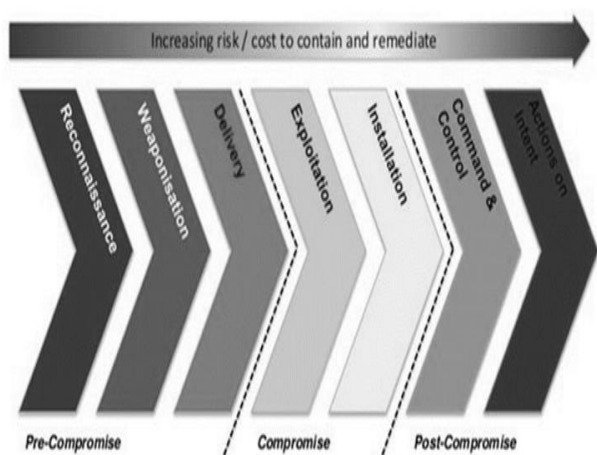 Increasing risk / cost to contain and remediate
Reconnaissance
Weaponisation
Delivery
Exploitation
Installation
Command &
Control
Actions on
Intent
Pre-Compromise
Compromise
Post-Compromise